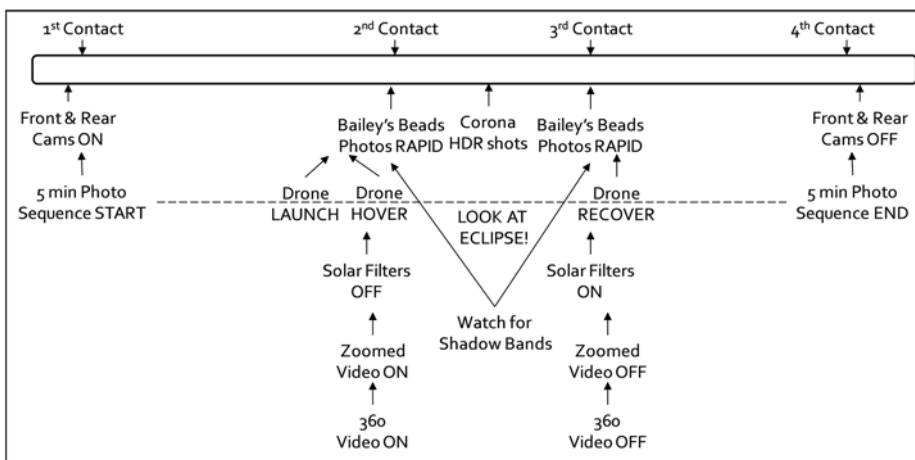 1st Contact
2nd Contact
3rd Contact
4th Contact
Front & Rear
Cams ON
Bailey's Beads
Photos RAPID
Corona
HDR shots
Bailey's Beads
Photos RAPID
Front & Rear
Cams OFF
5 min Photo
Sequence START
Drone
LAUNCH
Drone
HOVER
LOOK AT
ECLIPSE!
Drone
RECOVER
5 min Photo
Sequence END
Solar Filters
OFF
Solar Filters
ON
Watch for
Shadow Bands
Zoomed
Video ON
Zoomed
Video OFF
360
Video ON
360
Video OFF